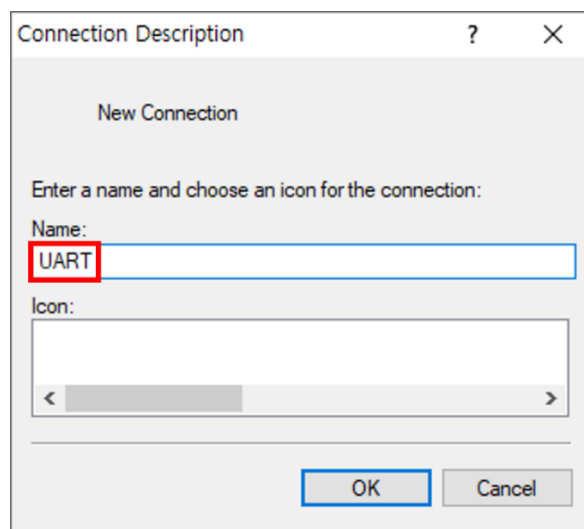 Connection Description
?
New Connection
Enter a name and choose an icon for the connection:
Name:
UART
Icon:
OK
Cancel